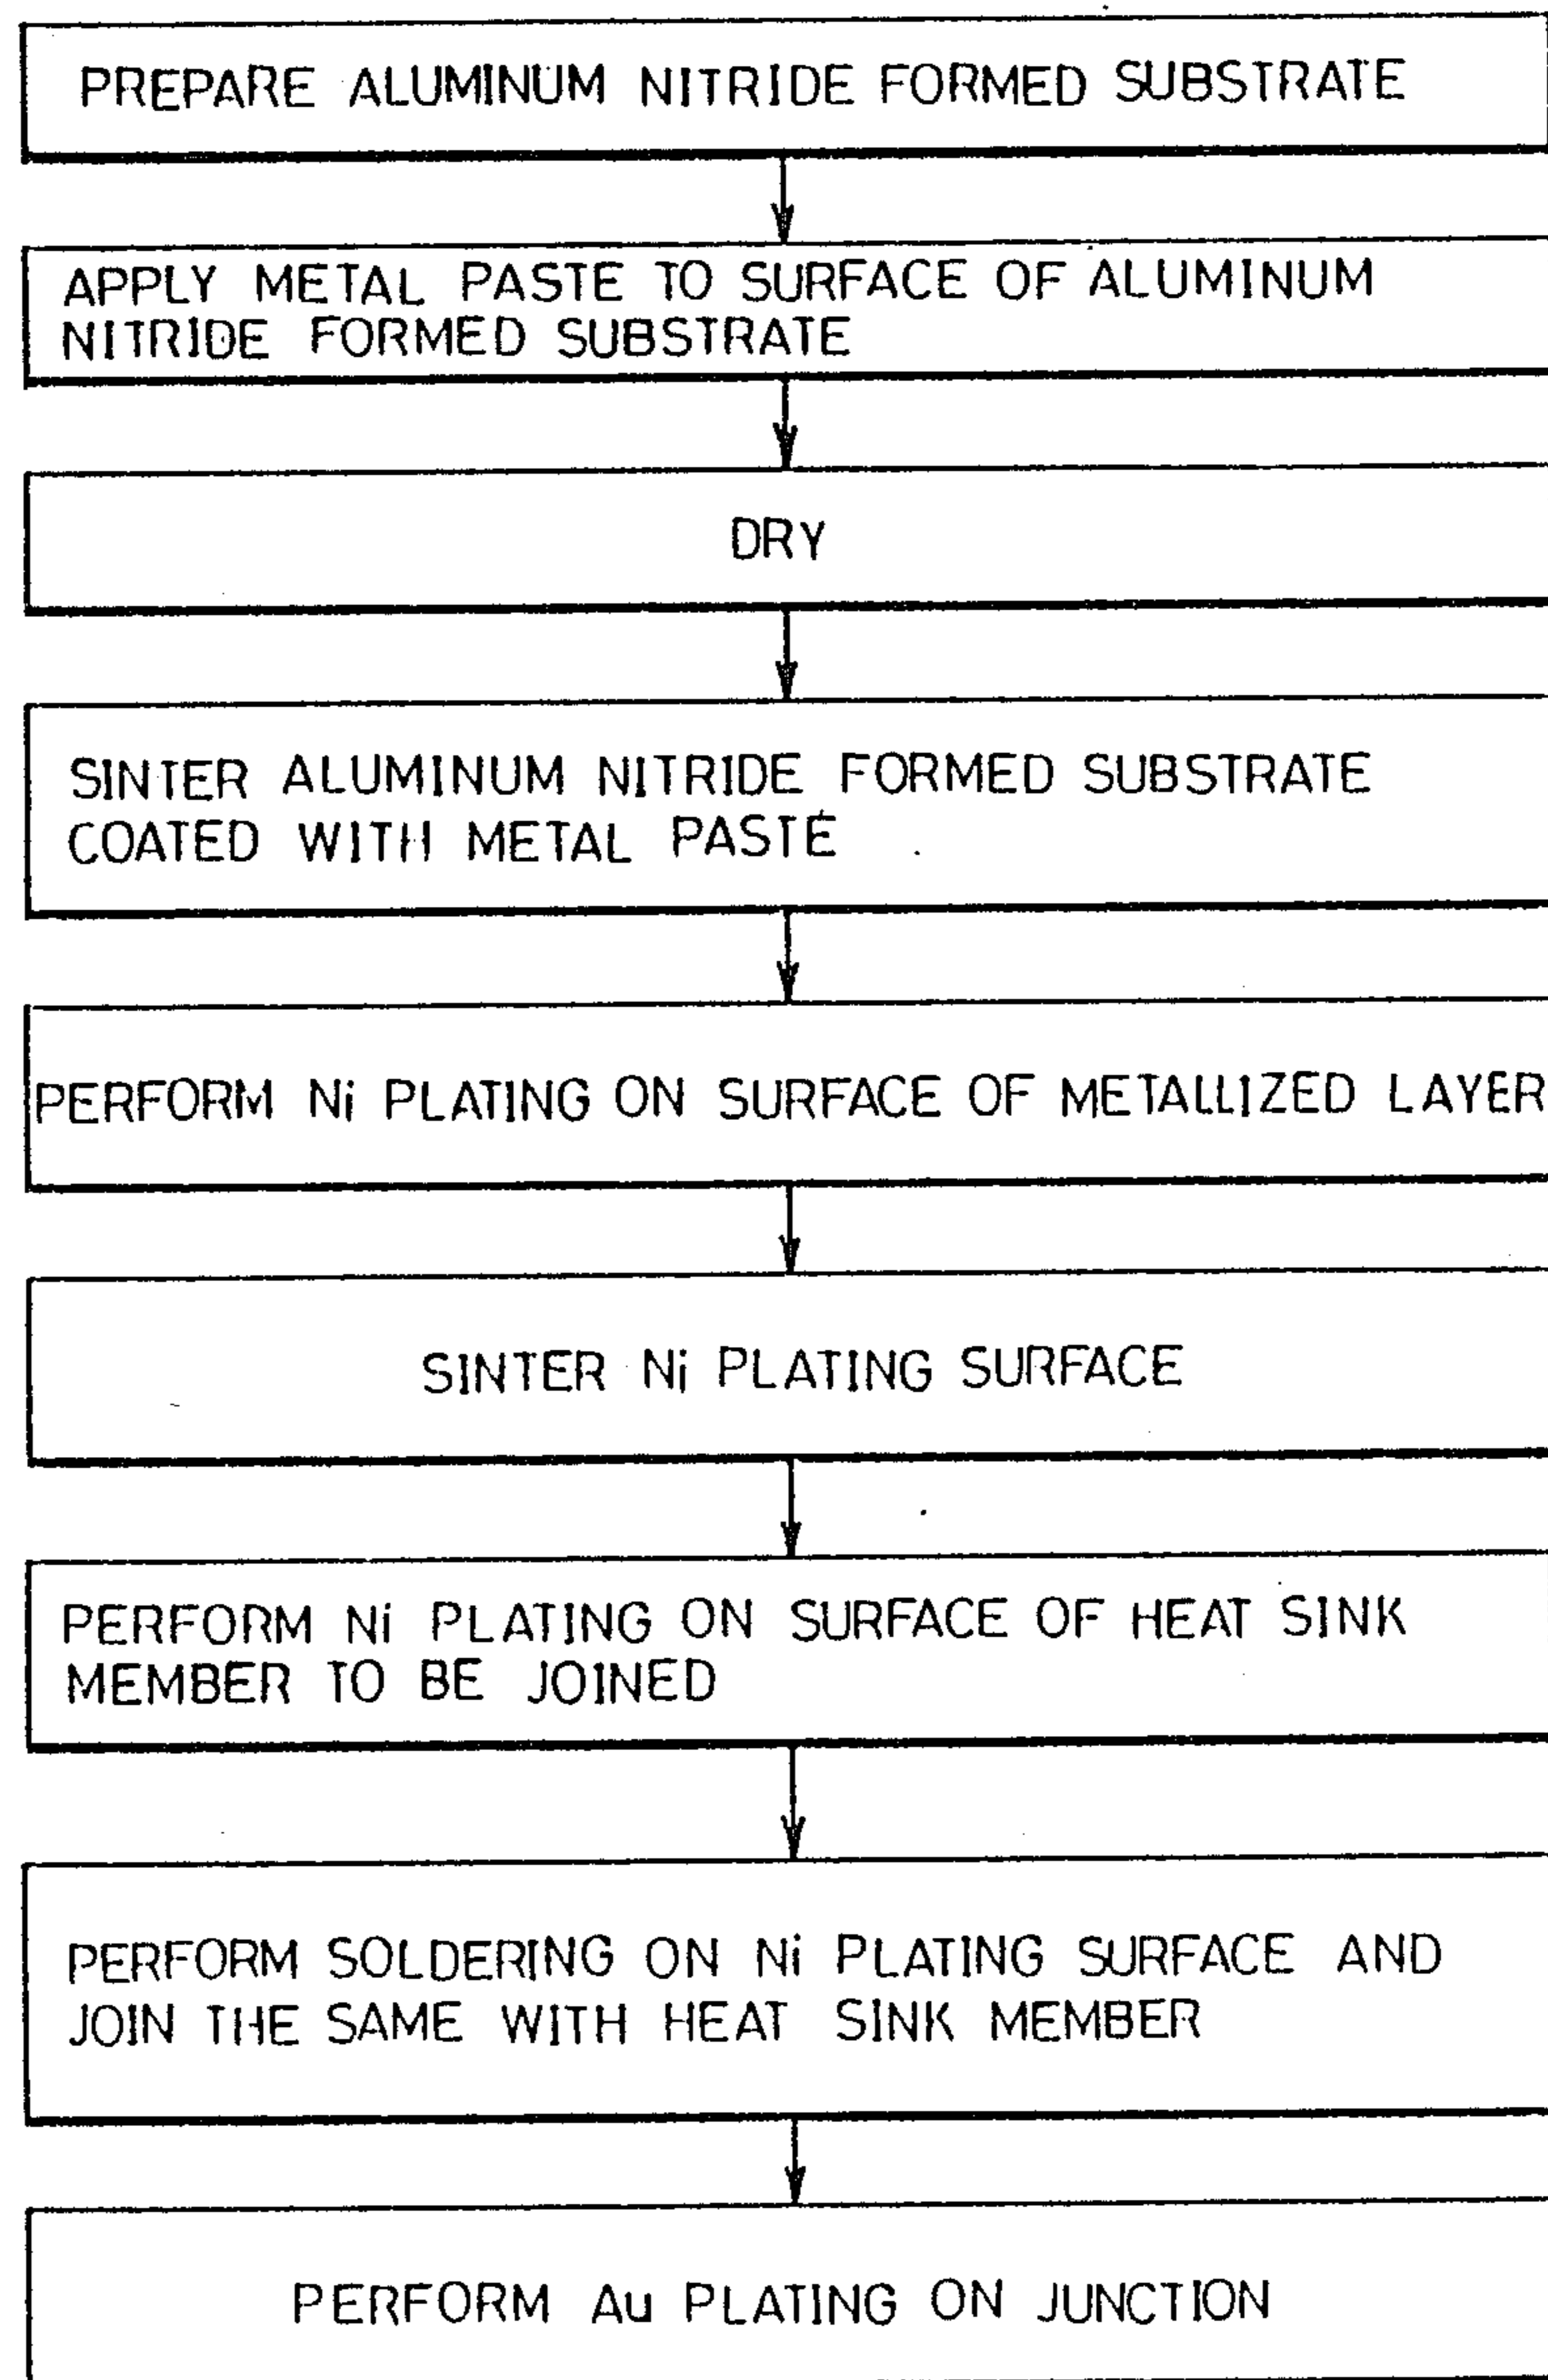 PREPARE ALUMINUM NITRIDE FORMED SUBSTRATE
APPLY METAL PASTE TO SURFACE OF ALUMINUM
NITRIDE FORMED SUBSTRATE
DRY
SINTER ALUMINUM NITRIDE FORMED SUBSTRATE
COATED WITH METAL PASTE
PERFORM Ni PLATING ON SURFACE OF METALLIZED LAYER
SINTER Ni PLATING SURFACE
PERFORM Ni PLATING ON SURFACE OF HEAT SINK
MEMBER TO BE JOINED
PERFORM SOLDERING ON Ni PLATING SURFACE AND
JOIN THE SAME WITH HEAT SINK MEMBER
PERFORM Au PLATING ON JUNCTION